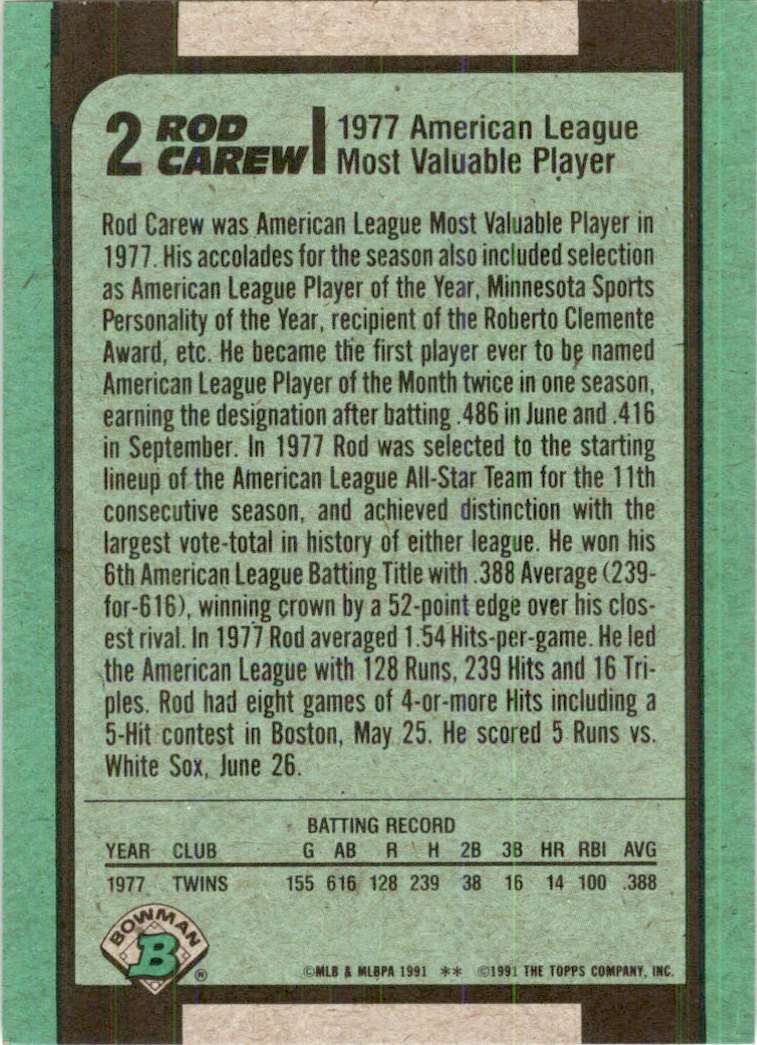 2 ROD CAREW
1977 American League
Most Valuable Player
Rod Carew was American League Most Valuable Player in
1977. His accolades for the season also included selection
as American League Player of the Year, Minnesota Sports
Personality of the Year, recipient of the Roberto Clemente
Award, etc. He became the first player ever to be named
American League Player of the Month twice in one season,
earning the designation after batting .486 in June and .416
in September. In 1977 Rod was selected to the starting
lineup of the American League All-Star Team for the 11th
consecutive season, and achieved distinction with the
largest vote-total in history of either league. He won his
6th American League Batting Title with .388 Average (239-
for-616), winning crown by a 52-point edge over his clos-
est rival. In 1977 Rod averaged 1.54 Hits-per-game. He led
the American League with 128 Runs, 239 Hits and 16 Tri-
ples. Rod had eight games of 4-or-more Hits including a
5-Hit contest in Boston, May 25. He scored 5 Runs vs.
White Sox, June 26.
BATTING RECORD
YEAR CLUB G AB R H 2B 3B HR RBI AVG
1977 TWINS 155 616 128 239 38 16 14 100 .388
BOWMAN
B ®
©MLB & MLBPA 1991 ** ©1991 THE TOPPS COMPANY, INC.